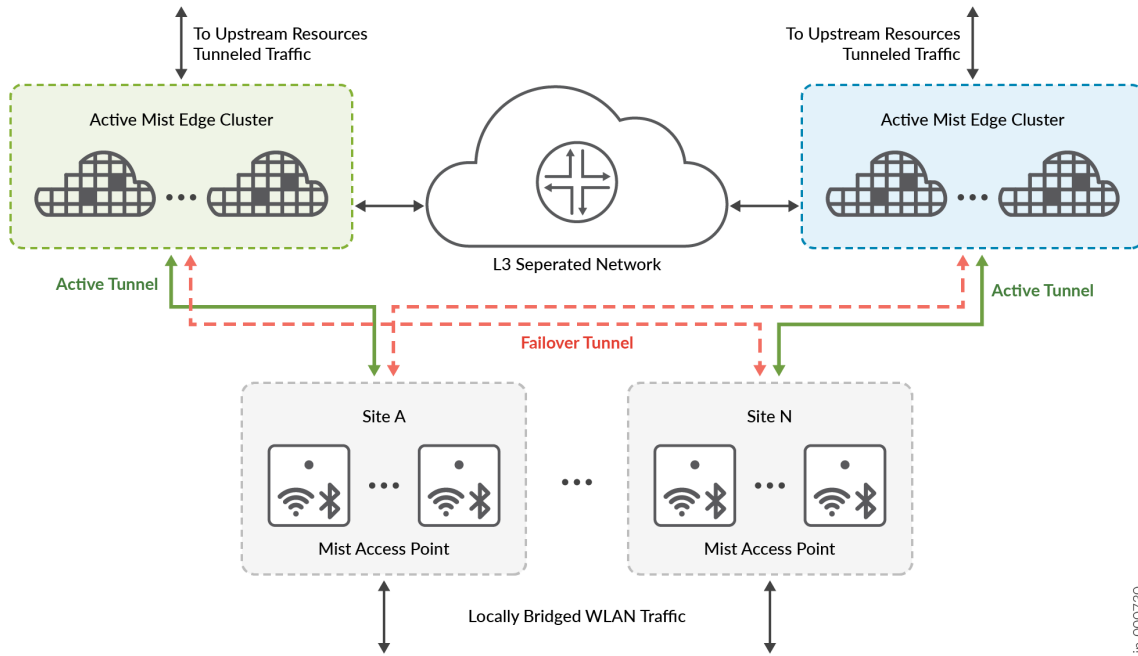 To Upstream Resources
Tunneled Traffic
To Upstream Resources
Tunneled Traffic
Active Mist Edge Cluster
Active Mist Edge Cluster
L3 Seperated Network
Active Tunnel
Active Tunnel
Failover Tunnel
Site A
Site N
Mist Access Point
Mist Access Point
Locally Bridged WLAN Traffic